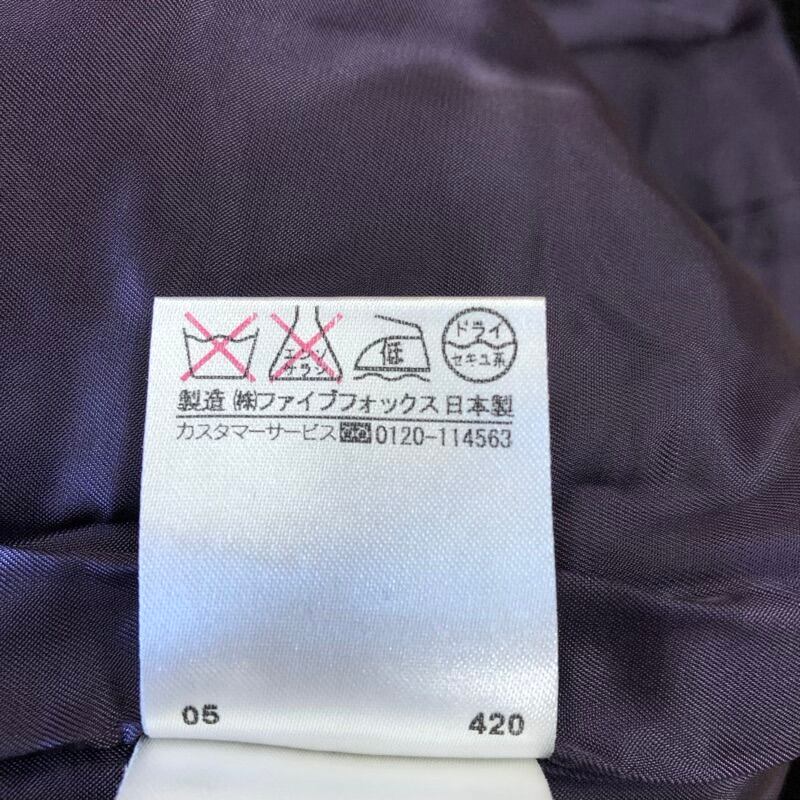 エンソ
サラシ
低
ドライ
セキユ系
製造 ㈱ファイブフォックス 日本製
カスタマーサービス 0120-114563
05 420